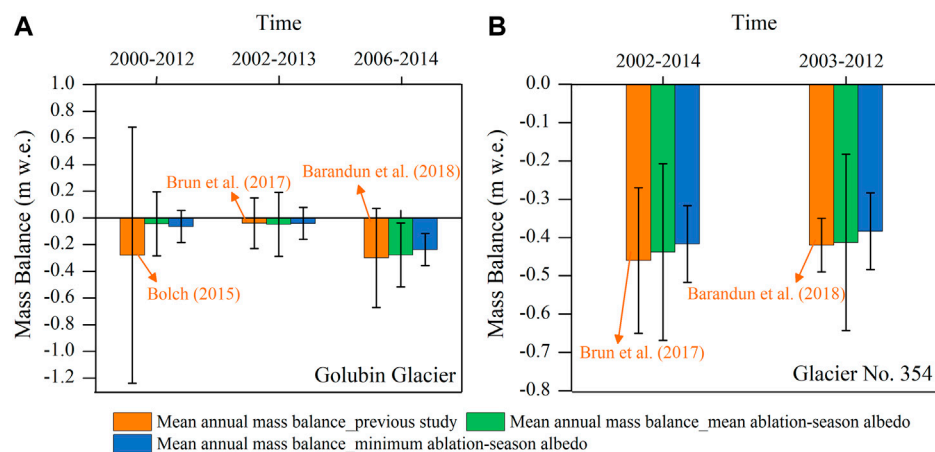 A
Time
2000-2012 2002-2013 2006-2014
Mass Balance (m w.e.)
1.0
0.8
0.6
0.4
0.2
0.0
-0.2
-0.4
-0.6
-0.8
-1.0
-1.2
Brun et al. (2017)
Barandun et al. (2018)
Bolch (2015)
Golubin Glacier
B
Time
2002-2014 2003-2012
Mass Balance (m w.e.)
0.0
-0.1
-0.2
-0.3
-0.4
-0.5
-0.6
-0.7
-0.8
Barandun et al. (2018)
Brun et al. (2017)
Glacier No. 354
Mean annual mass balance_previous study Mean annual mass balance_mean ablation-season albedo
Mean annual mass balance_minimum ablation-season albedo